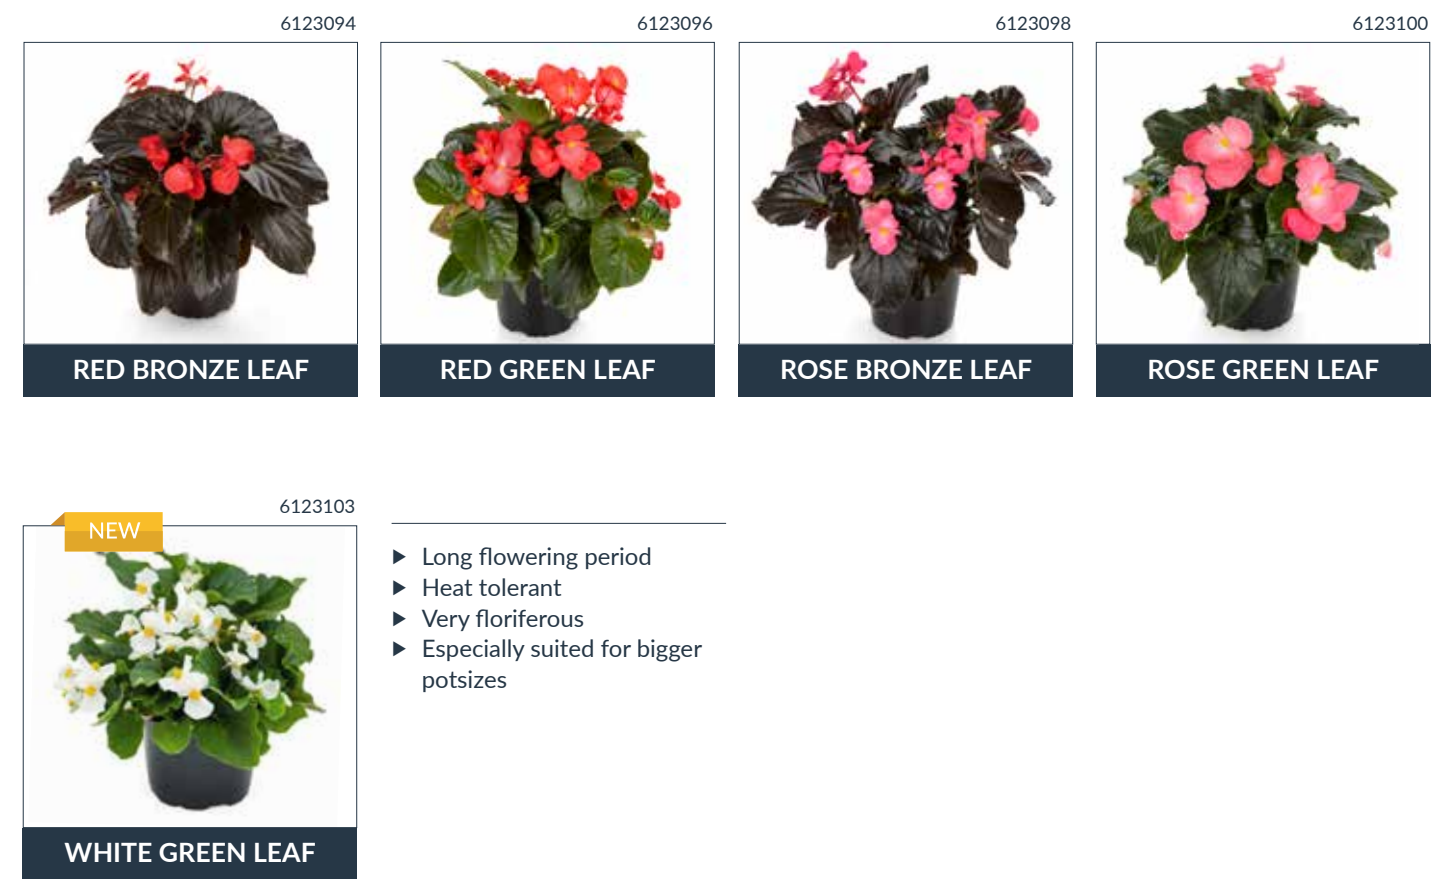 6123094
6123096
6123098
6123100
RED BRONZE LEAF
RED GREEN LEAF
ROSE BRONZE LEAF
ROSE GREEN LEAF
6123103
NEW
Long flowering period
Heat tolerant
Very floriferous
Especially suited for bigger
potsizes
WHITE GREEN LEAF